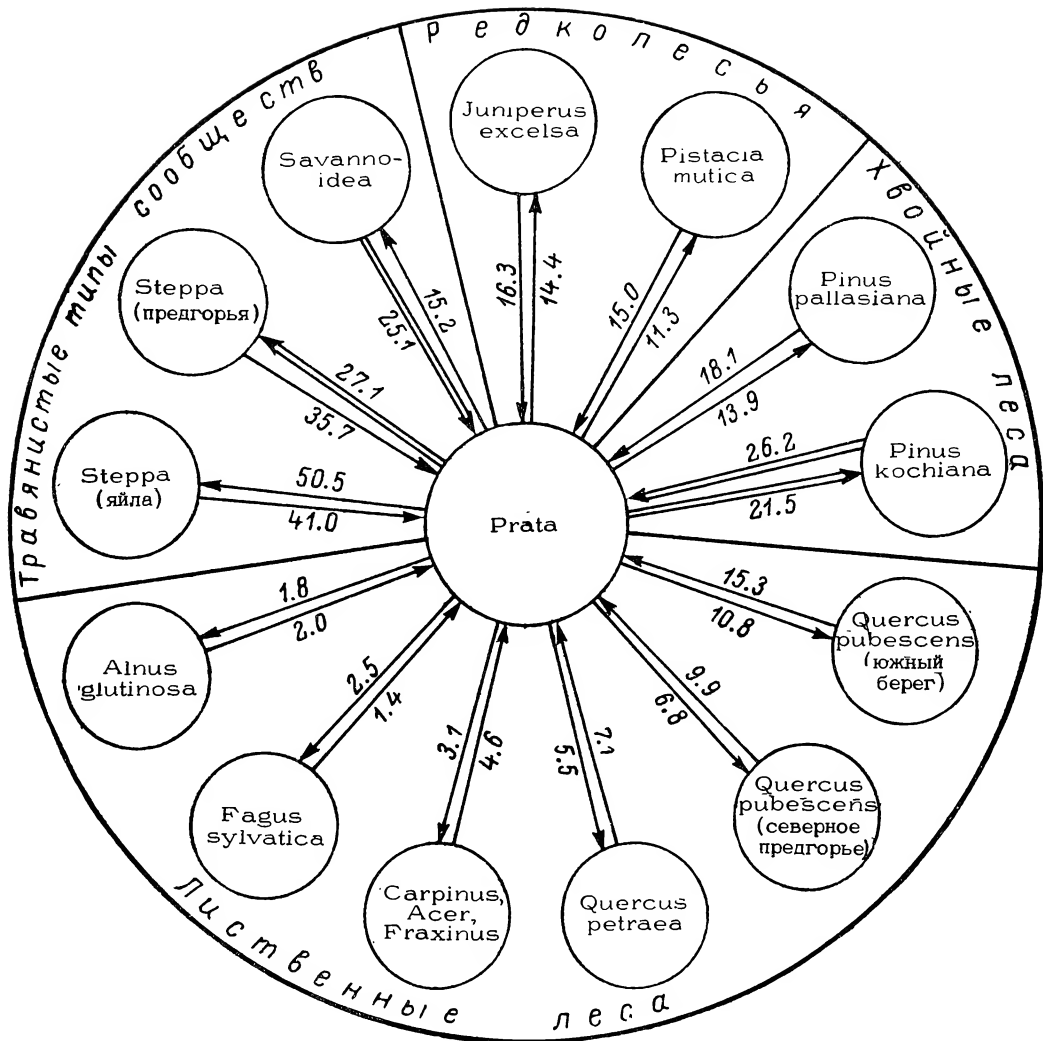 Травянистые типы сообществ
Редколесья
Хвойные леса
Лиственные леса
Juniperus
excelsa
Pistacia
mutica
Savanno-
idea
Steppa
(предгорья)
Pinus
pallasiana
Steppa
(яйла)
Pinus
kochiana
Prata
Alnus
glutinosa
Quercus
pubescens
(южный
берег)
Fagus
sylvatica
Quercus
pubescens
(северное
предгорье)
Carpinus,
Acer,
Fraxinus
Quercus
petraea
16.3
14.4
15.0
11.3
15.2
25.1
18.1
13.9
27.1
35.7
26.2
21.5
50.5
41.0
15.3
10.8
1.8
2.0
9.9
6.8
2.5
1.4
3.1
4.6
5.5
7.1